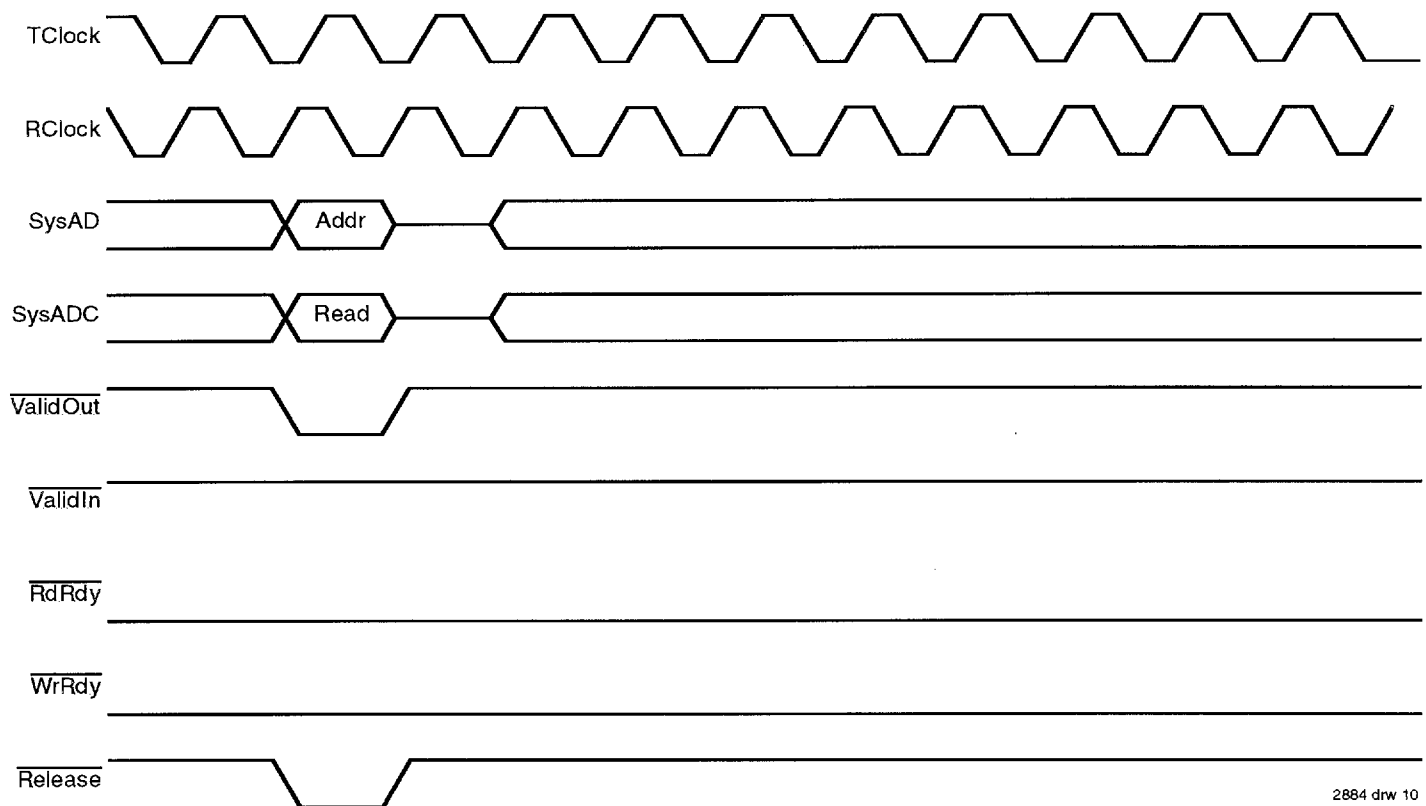 TClock
RClock
SysAD
Addr
SysADC
Read
ValidOut
ValidIn
RdRdy
WrRdy
Release
2884 drw 10